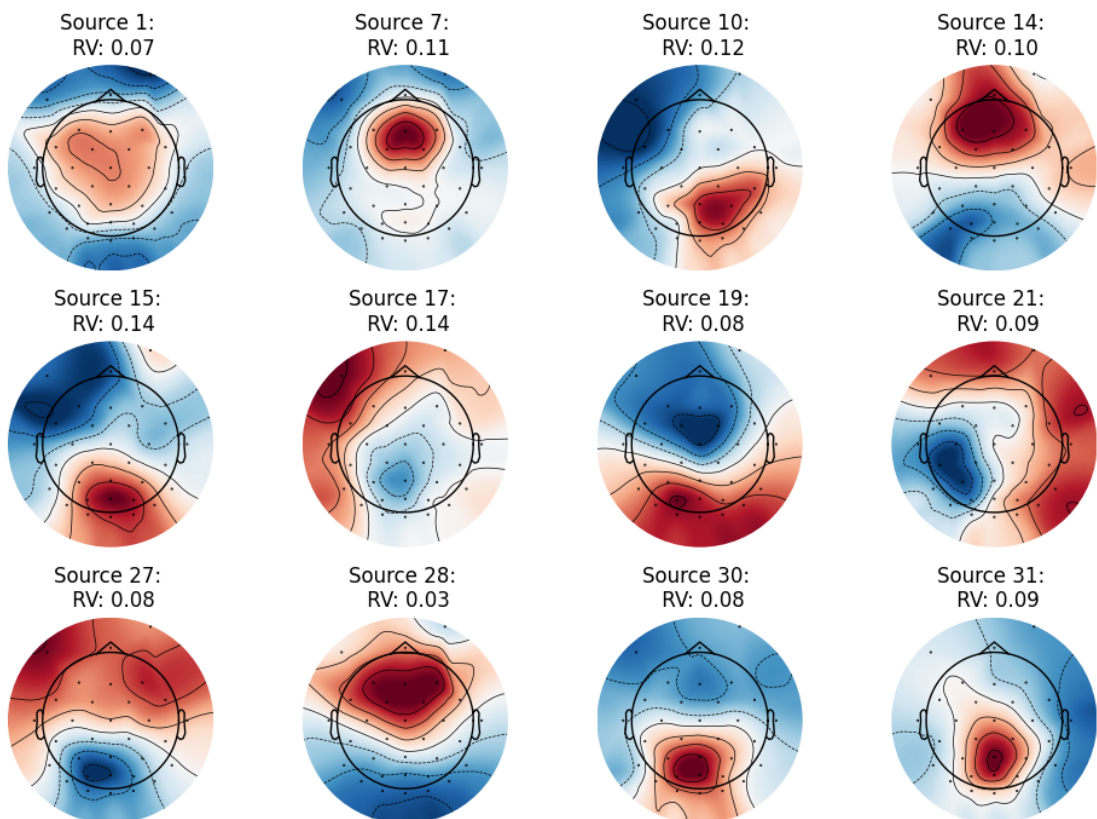 Source 1:
RV: 0.07
Source 7:
RV: 0.11
Source 10:
RV: 0.12
Source 14:
RV: 0.10
Source 15:
RV: 0.14
Source 17:
RV: 0.14
Source 19:
RV: 0.08
Source 21:
RV: 0.09
Source 27:
RV: 0.08
Source 28:
RV: 0.03
Source 30:
RV: 0.08
Source 31:
RV: 0.09